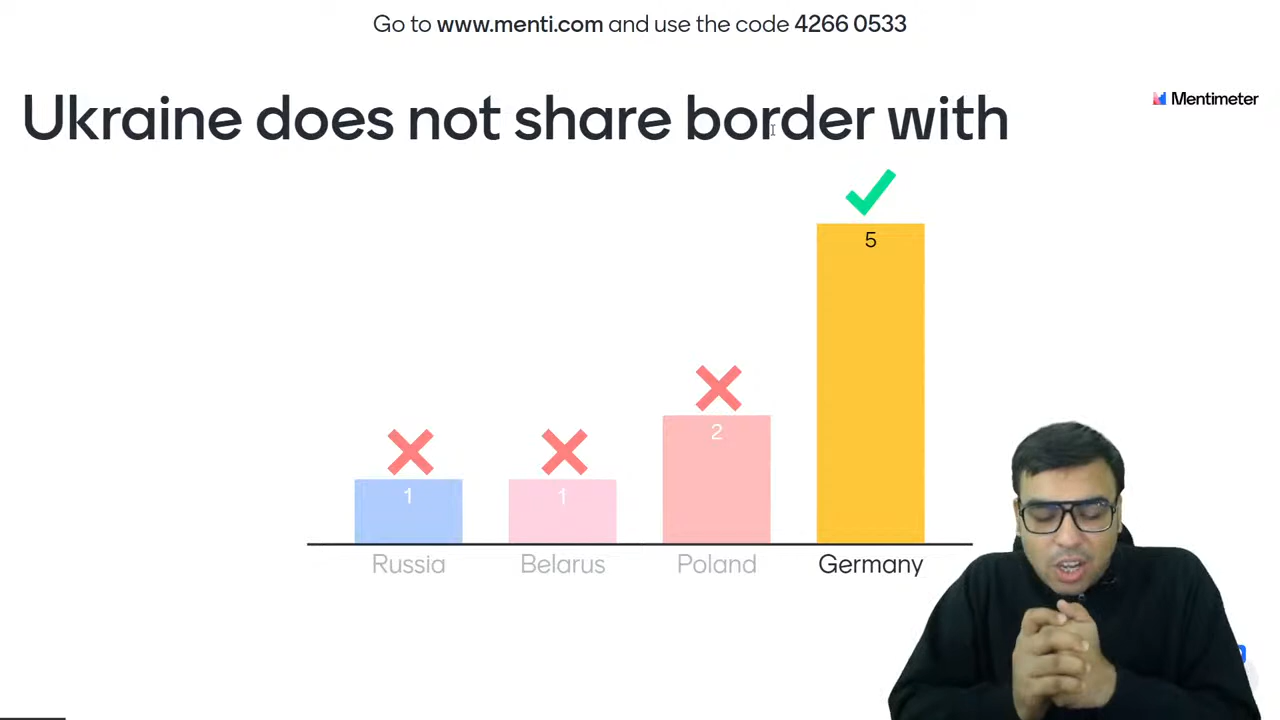 Go to www.menti.com and use the code 4266 0533
Ukraine does not share border with
Mentimeter
5
2
1
1
Russia
Belarus
Poland
Germany